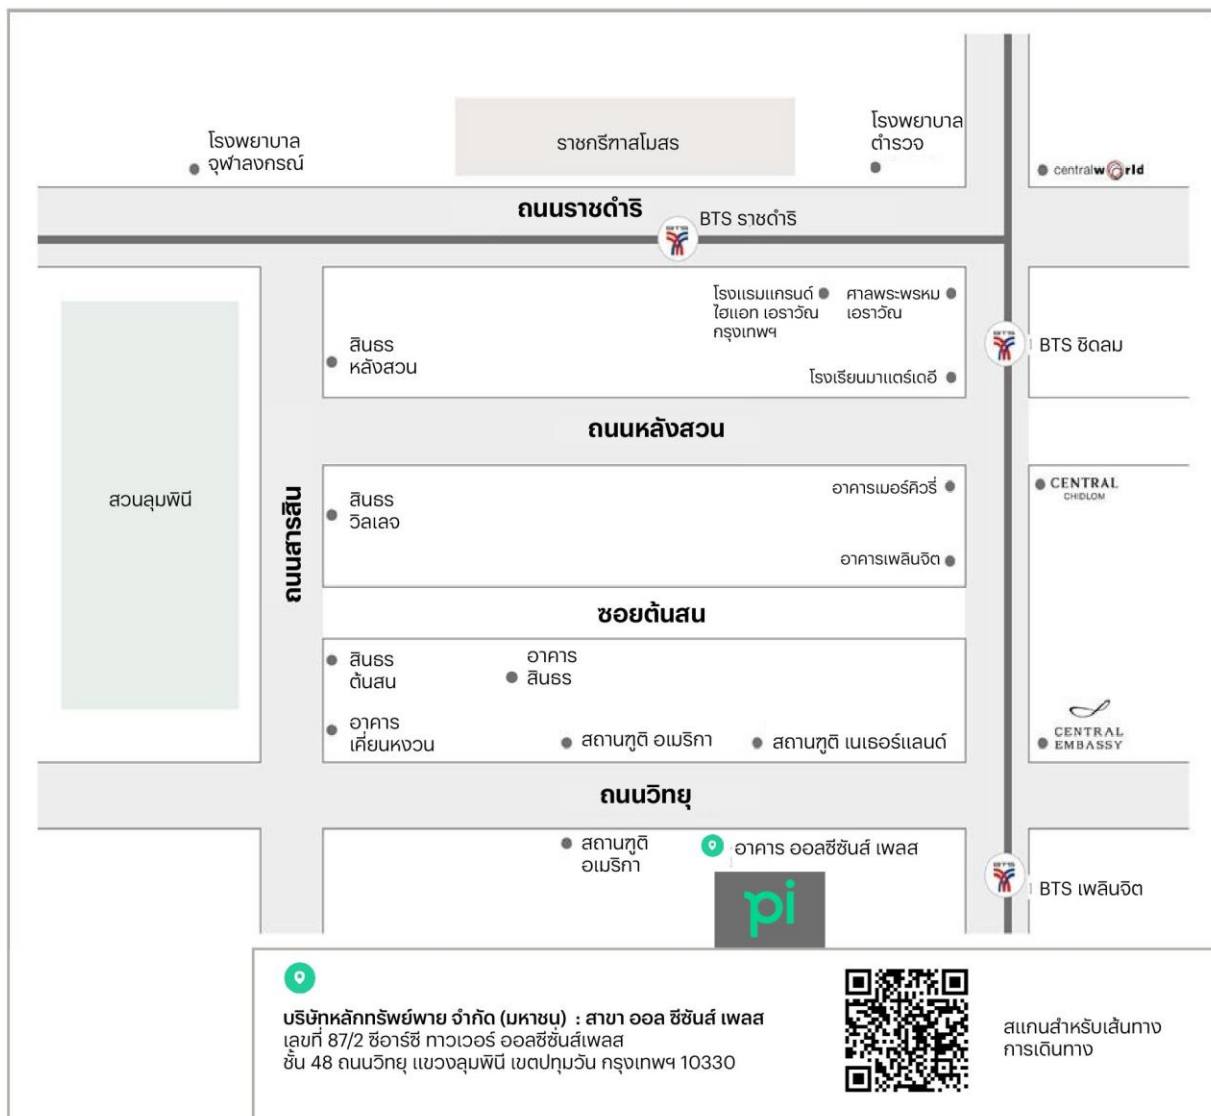 โรงพยาบาล
จุฬาลงกรณ์
ราชกรีฑาสโมสร
โรงพยาบาล
ตำรวจ
centralw rld
ถนนราชดำริ
BTS
BTS ราชดำริ
โรงแรมแกรนด์
ไฮแอท เอราวัณ
กรุงเทพฯ
ศาลพระพรหม
เอราวัณ
สินธร
หลังสวน
BTS
BTS ชิดลม
โรงเรียนมาแตร์เดอี
ถนนหลังสวน
สวนลุมพินี
ถนนสารสิน
สินธร
วิลเลจ
อาคารเมอร์คิวรี่
CENTRAL
CHIDLOM
อาคารเพลินจิต
ซอยต้นสน
สินธร
ต้นสน
อาคาร
สินธร
อาคาร
เคี่ยนหงวน
สถานฑูติ อเมริกา
สถานฑูติ เนเธอร์แลนด์
CENTRAL
EMBASSY
ถนนวิทยุ
สถานฑูติ
อเมริกา
อาคาร ออลซีซันส์ เพลส
pi
BTS
BTS เพลินจิต
บริษัทหลักทรัพย์พาย จำกัด (มหาชน) : สาขา ออล ซีซันส์ เพลส
เลขที่ 87/2 ซีอาร์ซี ทาวเวอร์ ออลซีซั่นส์เพลส
ชั้น 48 ถนนวิทยุ แขวงลุมพินี เขตปทุมวัน กรุงเทพฯ 10330
สแกนสำหรับเส้นทาง
การเดินทาง